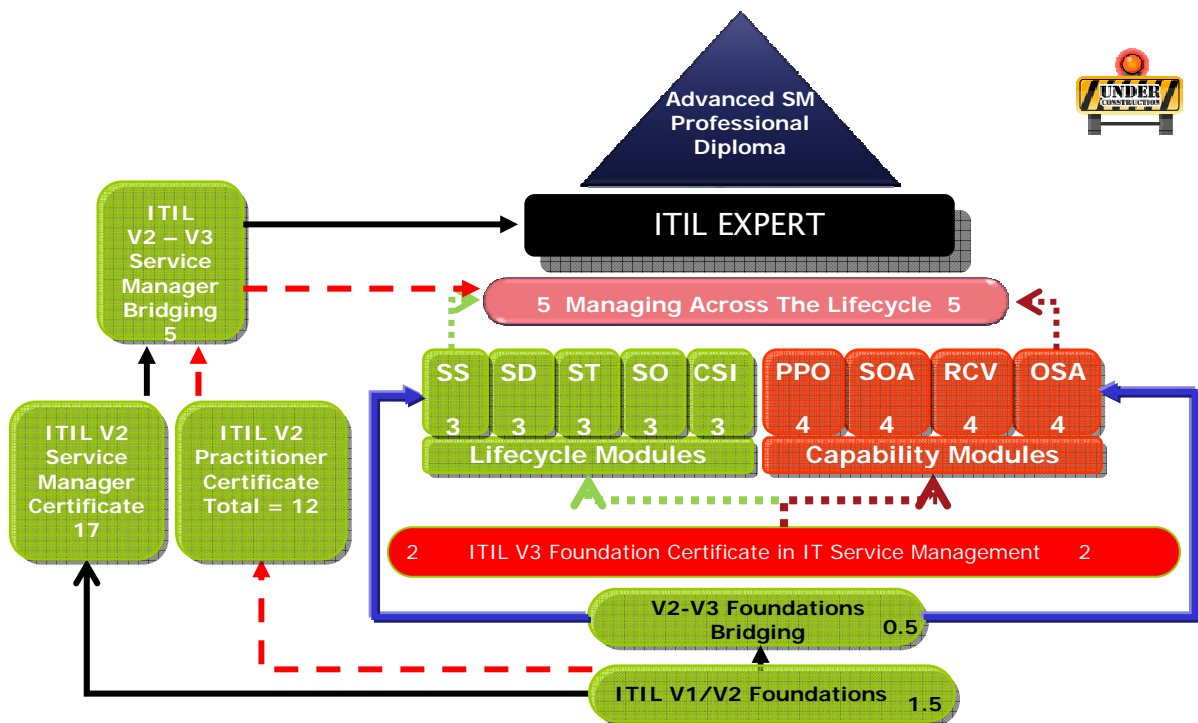 Advanced SM
Professional
Diploma
UNDER
CONSTRUCTION
ITIL
V2 – V3
Service
Manager
Bridging
5
ITIL EXPERT
5 Managing Across The Lifecycle 5
SS SD ST SO CSI
3 3 3 3 3
Lifecycle Modules
PPO SOA RCV OSA
4 4 4 4
Capability Modules
ITIL V2
Service
Manager
Certificate
17
ITIL V2
Practitioner
Certificate
Total = 12
2 ITIL V3 Foundation Certificate in IT Service Management 2
V2-V3 Foundations
Bridging 0.5
ITIL V1/V2 Foundations 1.5